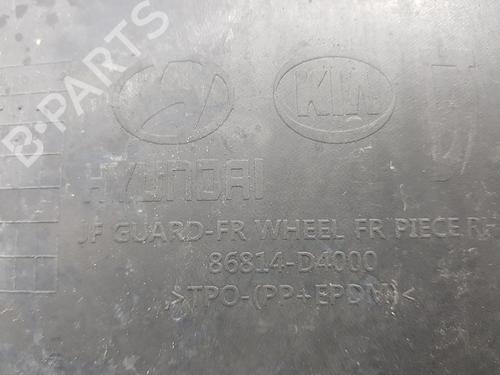 B-PARTS
KIA
HYUNDAI
JF GUARD-FR WHEEL FR PIECE RH
86814-D4000
>TPO-(PP+EPDM)<